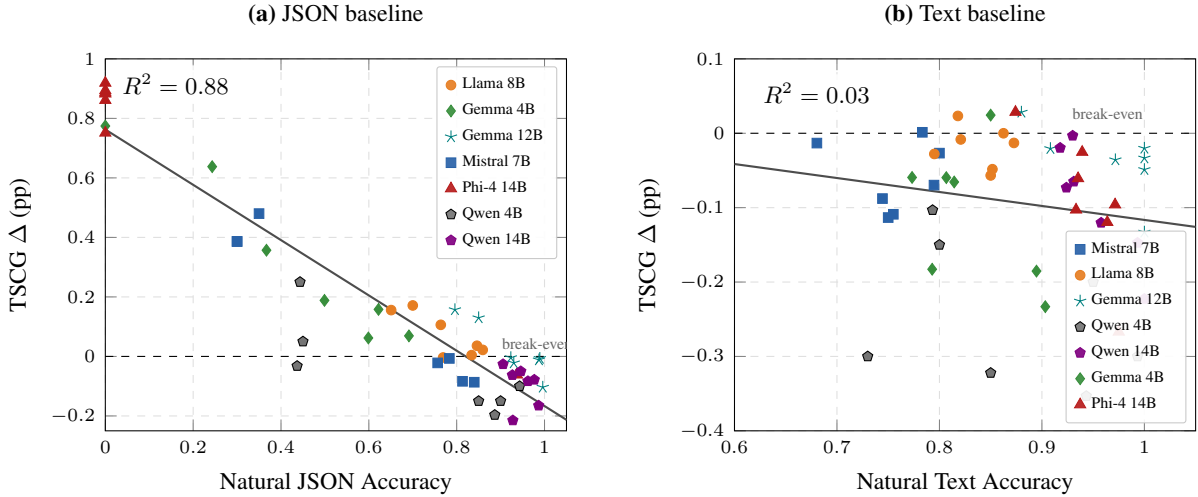 (a) JSON baseline
1
0.8
0.6
0.4
0.2
0
−0.2
0
0.2
0.4
0.6
0.8
1
TSCG Δ (pp)
Natural JSON Accuracy
R² = 0.88
break-even
Llama 8B
Gemma 4B
Gemma 12B
Mistral 7B
Phi-4 14B
Qwen 4B
Qwen 14B
(b) Text baseline
0.1
0
−0.1
−0.2
−0.3
−0.4
0.6
0.7
0.8
0.9
1
TSCG Δ (pp)
Natural Text Accuracy
R² = 0.03
break-even
Mistral 7B
Llama 8B
Gemma 12B
Qwen 4B
Qwen 14B
Gemma 4B
Phi-4 14B